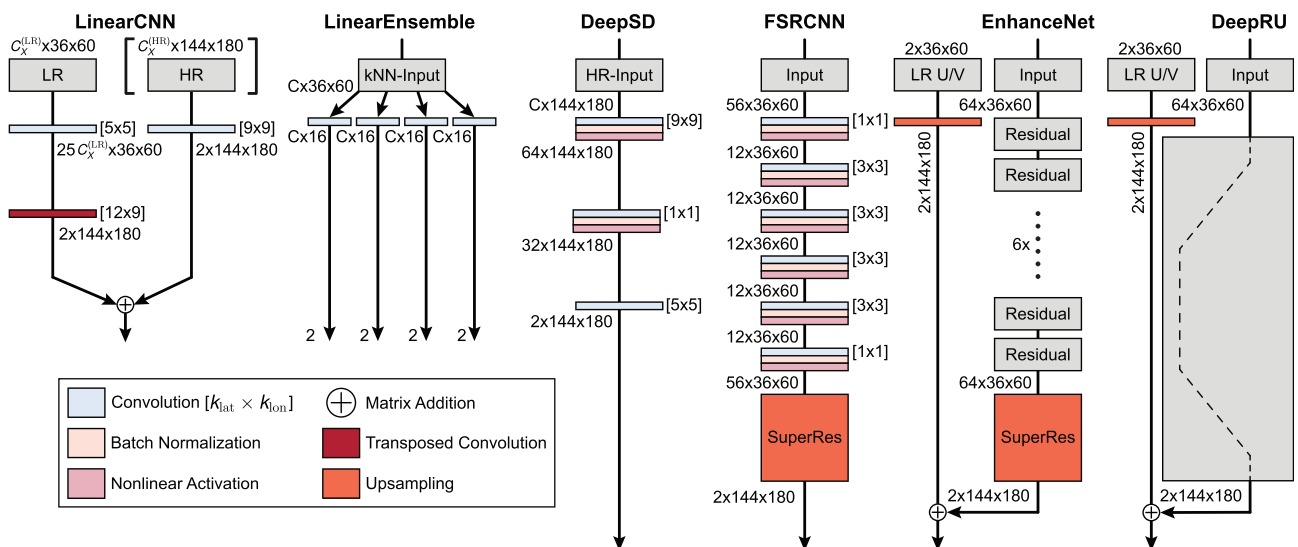 LinearCNN
C_X^(LR)x36x60
C_X^(HR)x144x180
LR
HR
[5x5]
[9x9]
25 C_X^(LR)x36x60
2x144x180
[12x9]
2x144x180
LinearEnsemble
kNN-Input
Cx36x60
Cx16
Cx16
Cx16
Cx16
2
2
2
2
DeepSD
HR-Input
Cx144x180
[9x9]
64x144x180
[1x1]
32x144x180
[5x5]
2x144x180
FSRCNN
Input
56x36x60
[1x1]
12x36x60
[3x3]
12x36x60
[3x3]
12x36x60
[3x3]
12x36x60
[3x3]
12x36x60
[1x1]
56x36x60
SuperRes
2x144x180
EnhanceNet
2x36x60
LR U/V
Input
64x36x60
2x144x180
Residual
Residual
6x
Residual
Residual
64x36x60
SuperRes
2x144x180
DeepRU
2x36x60
LR U/V
Input
64x36x60
2x144x180
2x144x180
Convolution [k_lat × k_lon]
Matrix Addition
Batch Normalization
Transposed Convolution
Nonlinear Activation
Upsampling